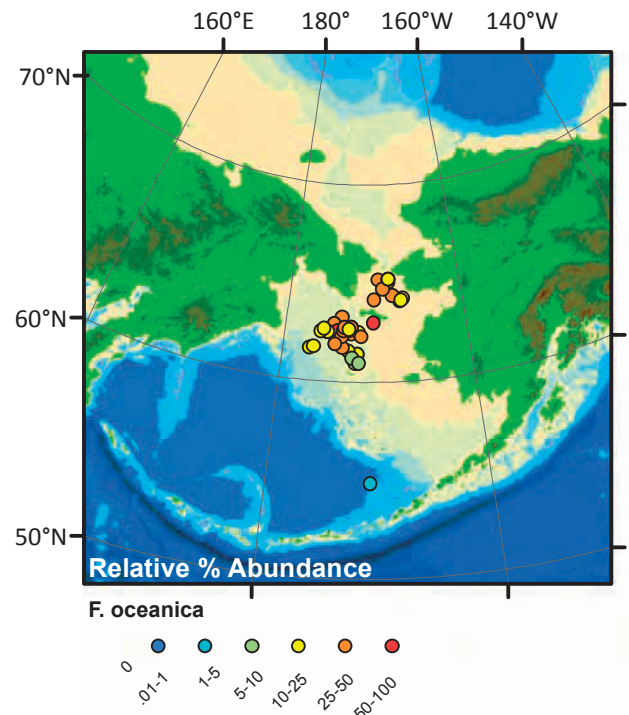 160°E 180° 160°W 140°W
70°N
60°N
50°N
Relative % Abundance
F. oceanica
0 .01-1 1-5 5-10 10-25 25-50 50-100